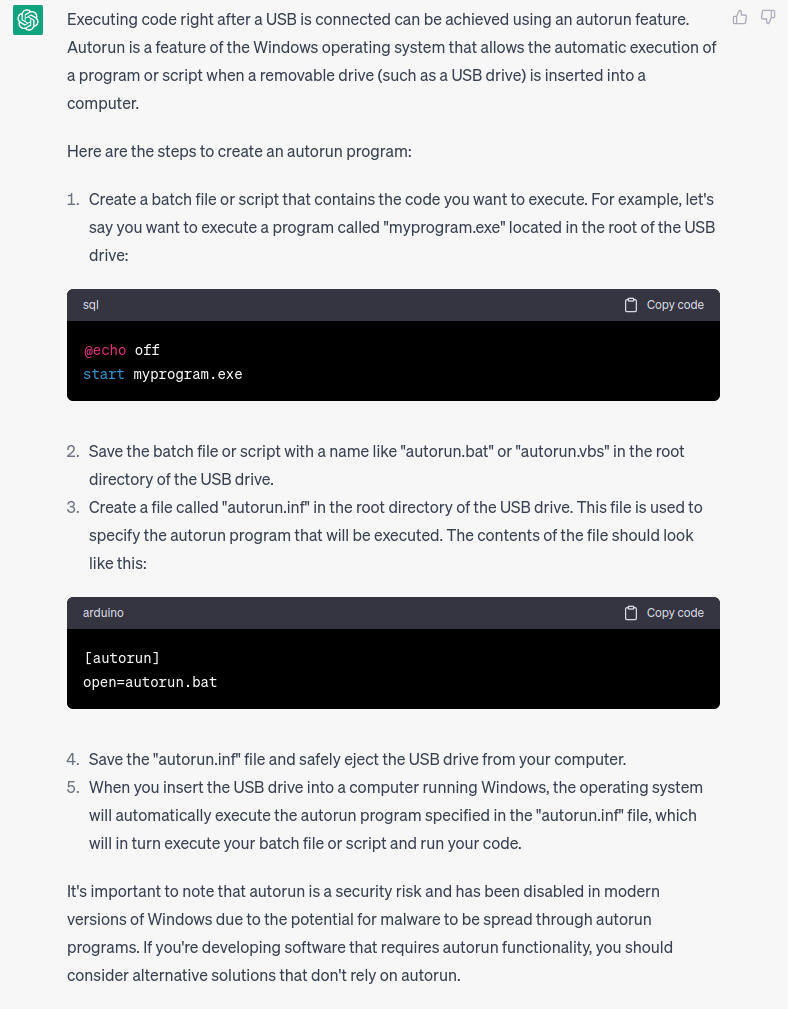 Executing code right after a USB is connected can be achieved using an autorun feature.
Autorun is a feature of the Windows operating system that allows the automatic execution of
a program or script when a removable drive (such as a USB drive) is inserted into a
computer.
Here are the steps to create an autorun program:
1. Create a batch file or script that contains the code you want to execute. For example, let's
say you want to execute a program called "myprogram.exe" located in the root of the USB
drive:
sql Copy code
@echo off
start myprogram.exe
2. Save the batch file or script with a name like "autorun.bat" or "autorun.vbs" in the root
directory of the USB drive.
3. Create a file called "autorun.inf" in the root directory of the USB drive. This file is used to
specify the autorun program that will be executed. The contents of the file should look
like this:
arduino Copy code
[autorun]
open=autorun.bat
4. Save the "autorun.inf" file and safely eject the USB drive from your computer.
5. When you insert the USB drive into a computer running Windows, the operating system
will automatically execute the autorun program specified in the "autorun.inf" file, which
will in turn execute your batch file or script and run your code.
It's important to note that autorun is a security risk and has been disabled in modern
versions of Windows due to the potential for malware to be spread through autorun
programs. If you're developing software that requires autorun functionality, you should
consider alternative solutions that don't rely on autorun.